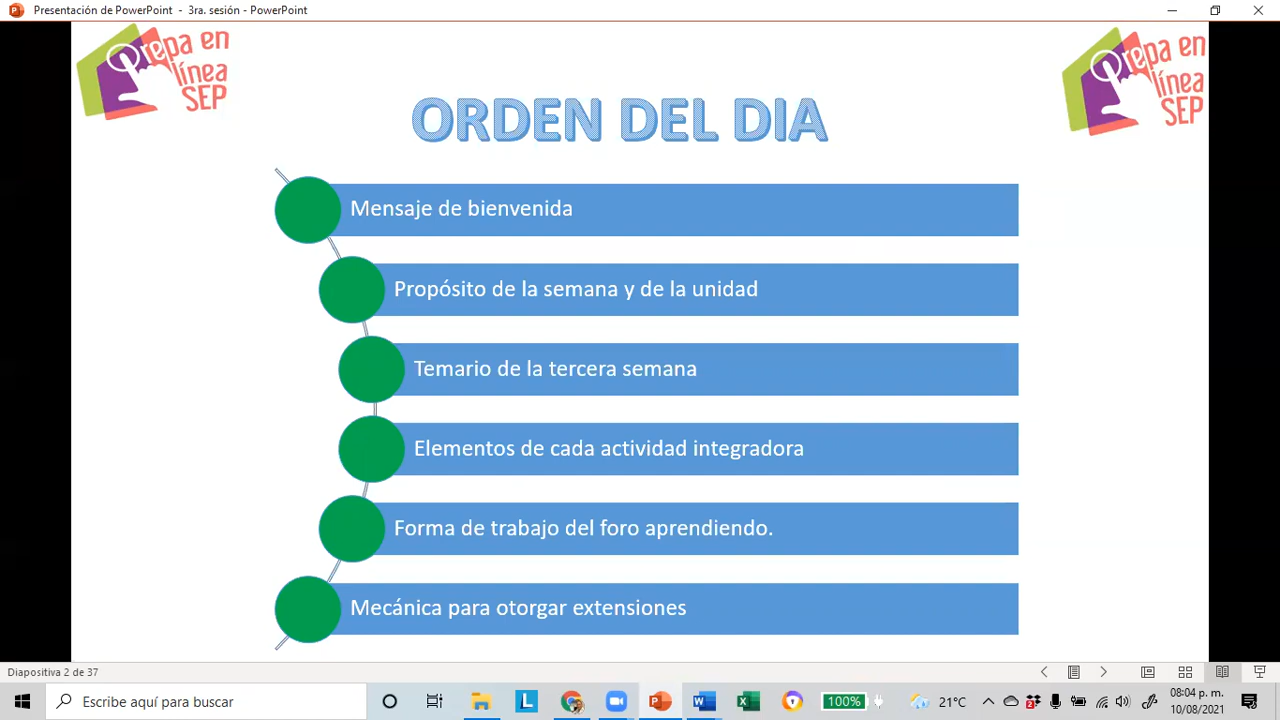 Presentación de PowerPoint - 3ra. sesión - PowerPoint
Prepa en
línea
SEP
Prepa en
línea
SEP
ORDEN DEL DIA
Mensaje de bienvenida
Propósito de la semana y de la unidad
Temario de la tercera semana
Elementos de cada actividad integradora
Forma de trabajo del foro aprendiendo.
Mecánica para otorgar extensiones
Diapositiva 2 de 37
Escribe aquí para buscar
100%
21°C
08:04 p. m.
10/08/2021